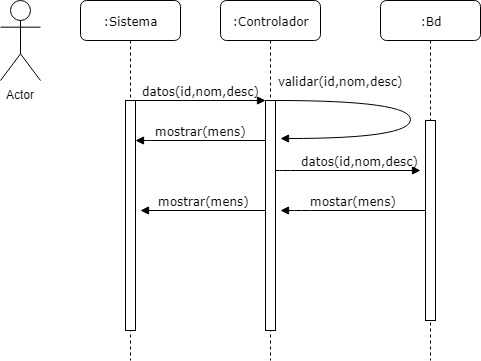 :Sistema
:Controlador
:Bd
Actor
validar(id,nom,desc)
datos(id,nom,desc)
mostrar(mens)
datos(id,nom,desc)
mostrar(mens)
mostar(mens)